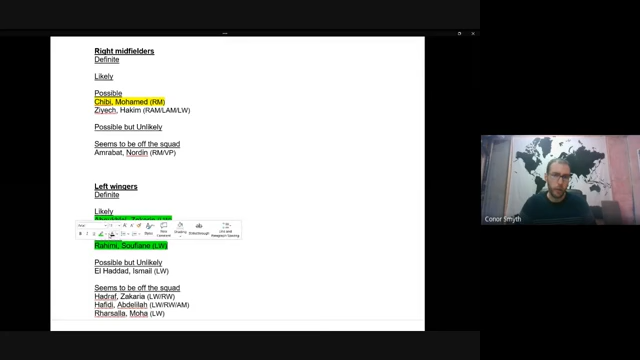 Right midfielders
Definite
Likely
Possible
Chibi, Mohamed (RM)
Ziyech, Hakim (RAM/LAM/LW)
Possible but Unlikely
Seems to be off the squad
Amrabat, Nordin (RM/VP)
Left wingers
Definite
Likely
Rahimi, Soufiane (LW)
Possible but Unlikely
El Haddad, Ismail (LW)
Seems to be off the squad
Hadraf, Zakaria (LW/RW)
Hafidi, Abdelilah (LW/RW/AM)
Rharsalla, Moha (LW)
Conor Smyth